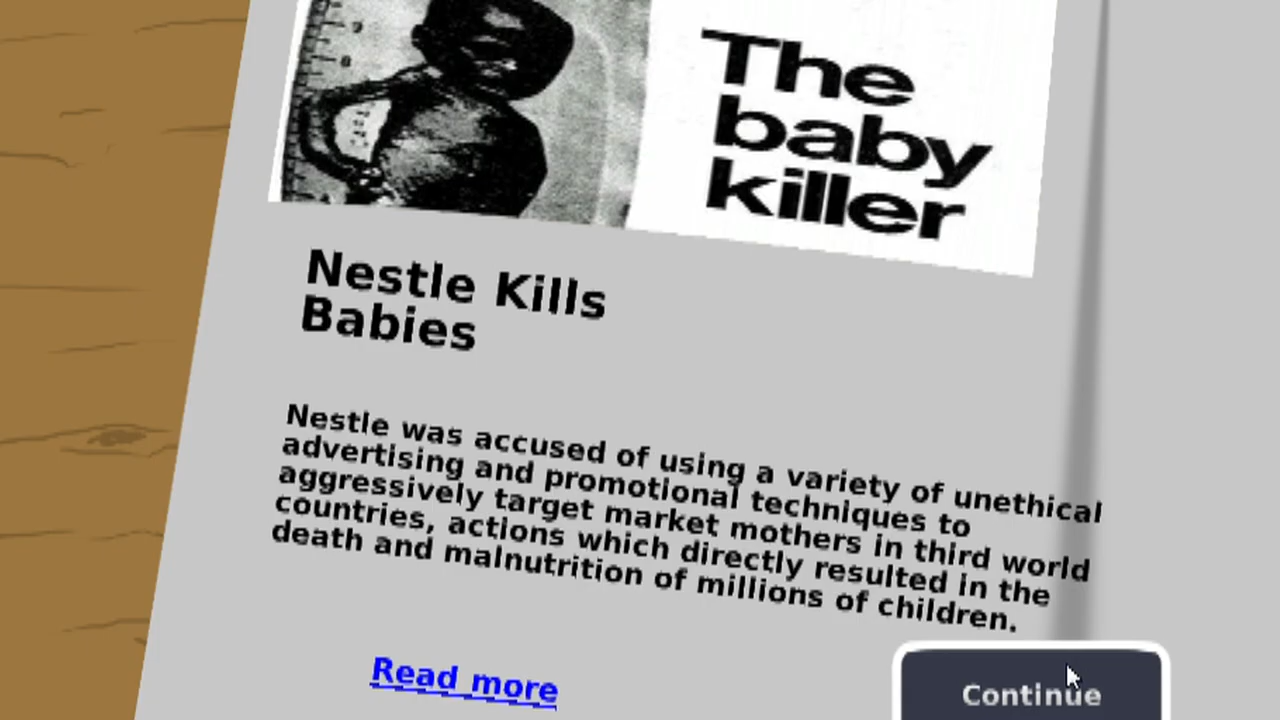 The
baby
killer
Nestle Kills
Babies
Nestle was accused of using a variety of unethical
advertising and promotional techniques to
aggressively target market mothers in third world
countries, actions which directly resulted in the
death and malnutrition of millions of children.
Read more
Continue